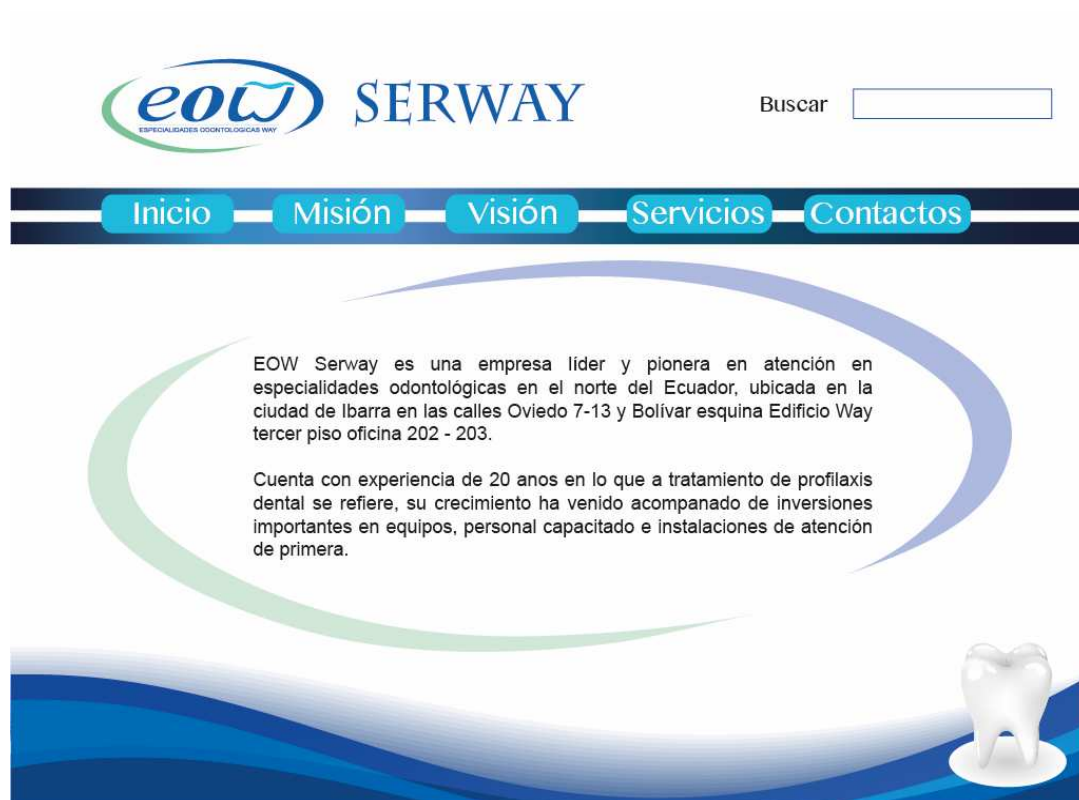 eow
ESPECIALIDADES ODONTOLOGICAS WAY
SERWAY
Buscar
Inicio Misión Visión Servicios Contactos
EOW Serway es una empresa líder y pionera en atención en
especialidades odontológicas en el norte del Ecuador, ubicada en la
ciudad de Ibarra en las calles Oviedo 7-13 y Bolívar esquina Edificio Way
tercer piso oficina 202 - 203.
Cuenta con experiencia de 20 anos en lo que a tratamiento de profilaxis
dental se refiere, su crecimiento ha venido acompanado de inversiones
importantes en equipos, personal capacitado e instalaciones de atención
de primera.